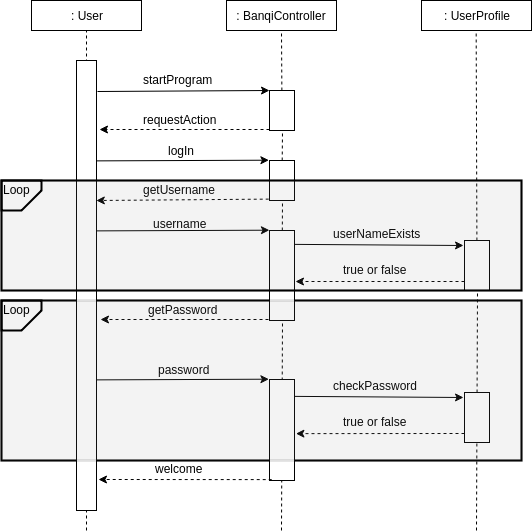 : User
: BanqiController
: UserProfile
startProgram
requestAction
logIn
Loop
getUsername
username
userNameExists
true or false
Loop
getPassword
password
checkPassword
true or false
welcome